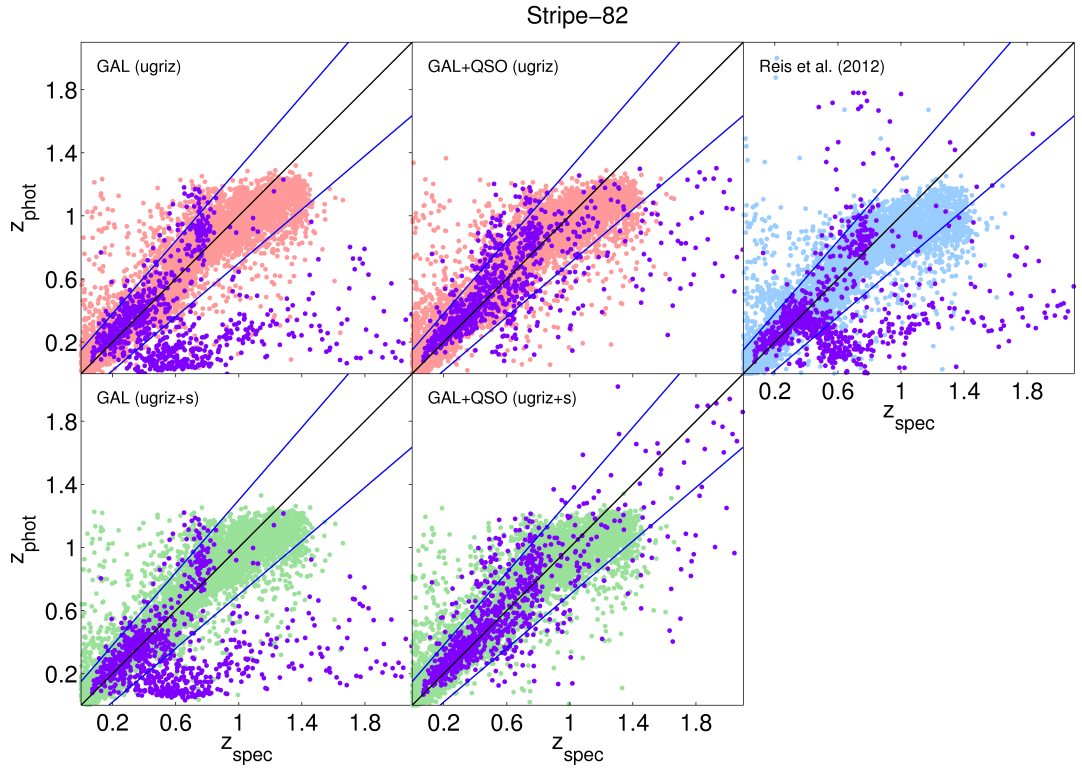 Stripe−82
GAL (ugriz)
GAL+QSO (ugriz)
Reis et al. (2012)
1.8
1.4
1
0.6
0.2
z_phot
0.2 0.6 1 1.4 1.8
z_spec
GAL (ugriz+s)
GAL+QSO (ugriz+s)
1.8
1.4
1
0.6
0.2
z_phot
0.2 0.6 1 1.4 1.8
0.2 0.6 1 1.4 1.8
z_spec
z_spec